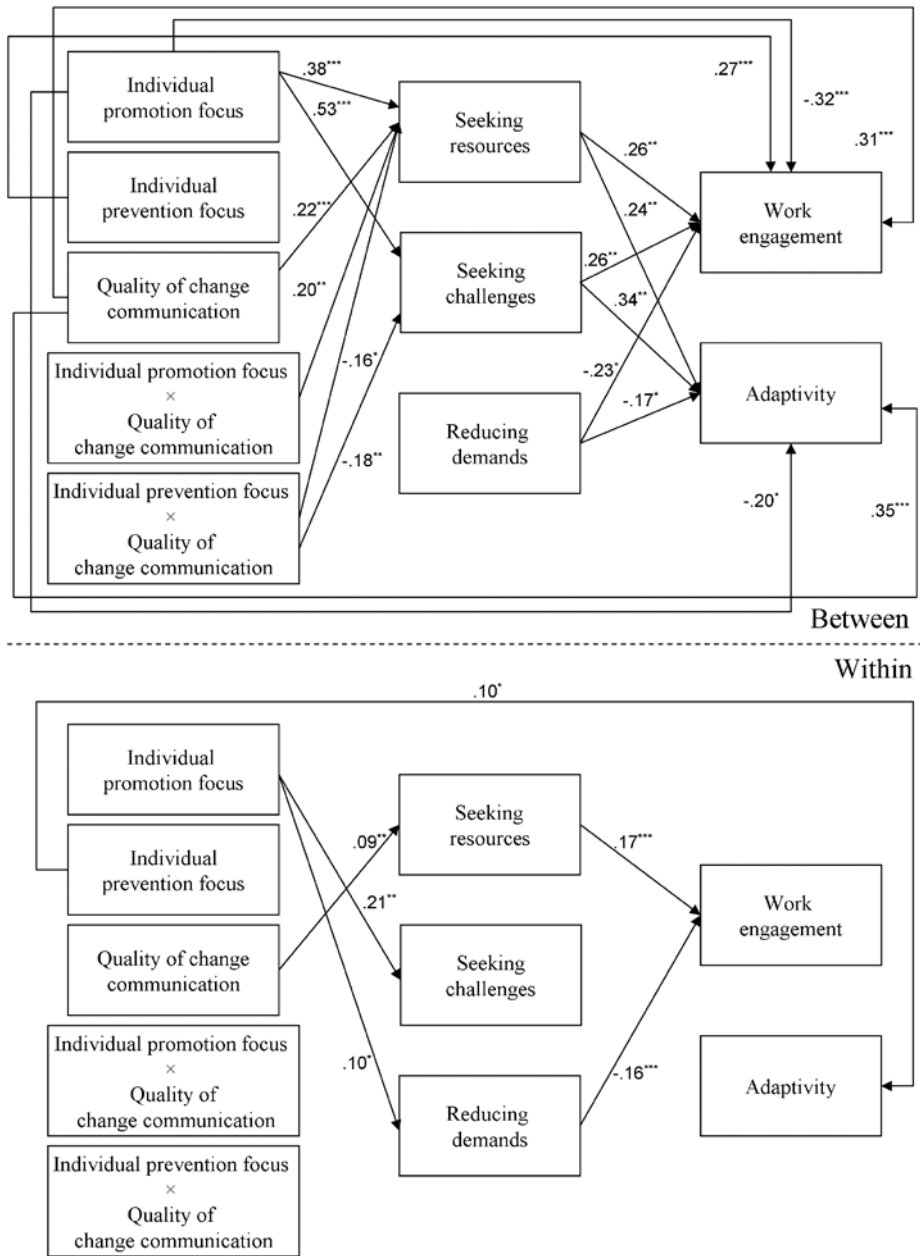 .27***
-.32***
.31***
Individual
promotion focus
.38***
.53***
Seeking
resources
Individual
prevention focus
.26**
.24**
Work
engagement
.22***
Quality of change
communication
.20**
Seeking
challenges
.26**
.34**
Individual promotion focus
×
Quality of
change communication
-.16*
-.18**
-.23*
-.17*
Adaptivity
Reducing
demands
Individual prevention focus
×
Quality of
change communication
-.20*
.35***
Between
Within
.10*
Individual
promotion focus
Seeking
resources
.09**
.17***
Individual
prevention focus
.21**
Work
engagement
Quality of change
communication
Seeking
challenges
Individual promotion focus
×
Quality of
change communication
.10*
-.16***
Reducing
demands
Adaptivity
Individual prevention focus
×
Quality of
change communication